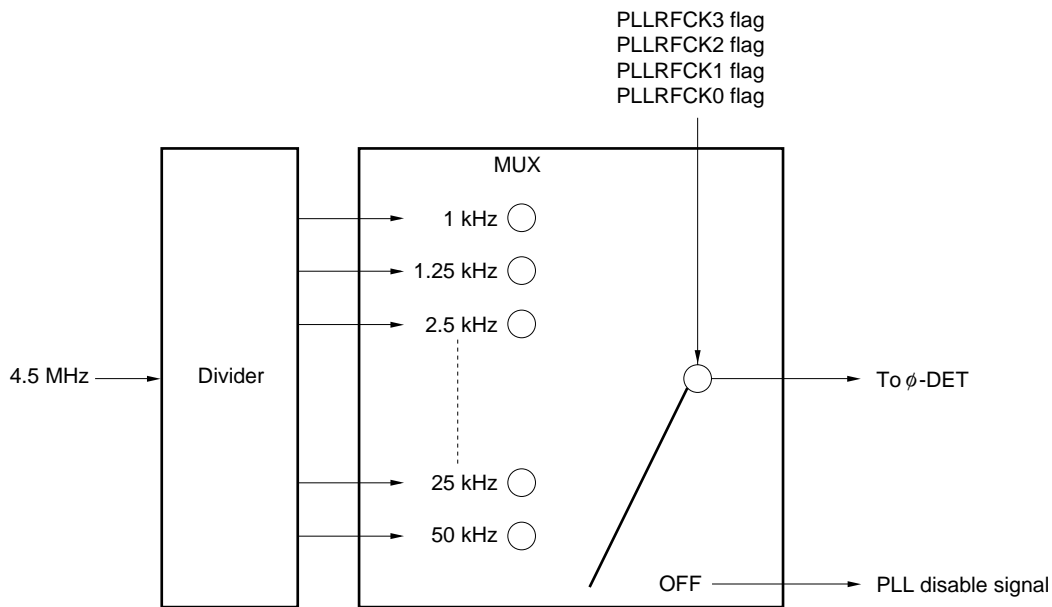 PLLRFCK3 flag
PLLRFCK2 flag
PLLRFCK1 flag
PLLRFCK0 flag
MUX
1 kHz
1.25 kHz
2.5 kHz
4.5 MHz
Divider
To ϕ-DET
25 kHz
50 kHz
OFF
PLL disable signal